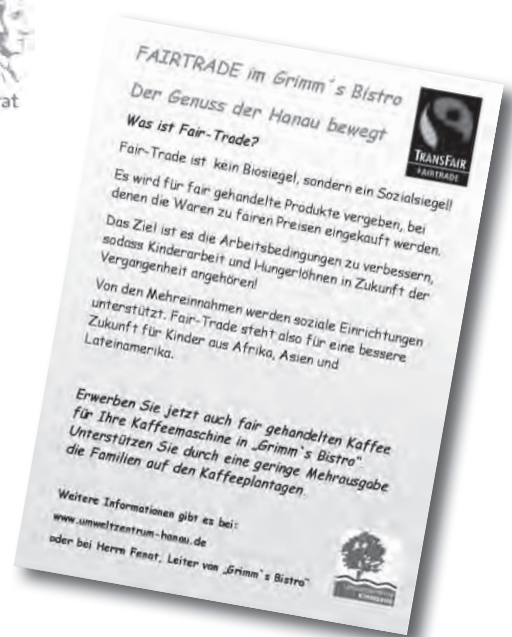 rat
FAIRTRADE im Grimm´s Bistro
Der Genuss der Hanau bewegt
TRANSFAIR
FAIRTRADE
Was ist Fair-Trade?
Fair-Trade ist kein Biosiegel, sondern ein Sozialsiegel!
Es wird für fair gehandelte Produkte vergeben, bei
denen die Waren zu fairen Preisen eingekauft werden.
Das Ziel ist es die Arbeitsbedingungen zu verbessern,
sodass Kinderarbeit und Hungerlöhnen in Zukunft der
Vergangenheit angehören!
Von den Mehreinnahmen werden soziale Einrichtungen
unterstützt. Fair-Trade steht also für eine bessere
Zukunft für Kinder aus Afrika, Asien und
Lateinamerika.
Erwerben Sie jetzt auch fair gehandelten Kaffee
für Ihre Kaffeemaschine in „Grimm`s Bistro"
Unterstützen Sie durch eine geringe Mehrausgabe
die Familien auf den Kaffeeplantagen.
Weitere Informationen gibt es bei:
www.umweltzentrum-hanau.de
oder bei Herrn Fenat, Leiter von „Grimm`s Bistro"